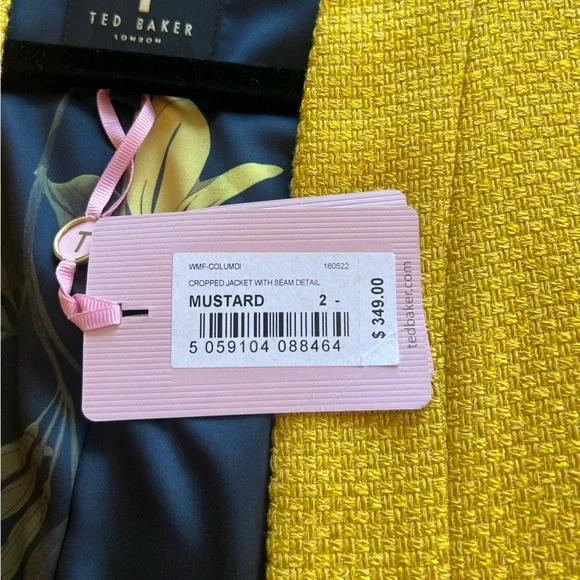 TED BAKER
LONDON
T
WMF-COLUMDI 160522
CROPPED JACKET WITH SEAM DETAIL
MUSTARD 2 -
5 059104 088464
$ 349.00
tedbaker.com